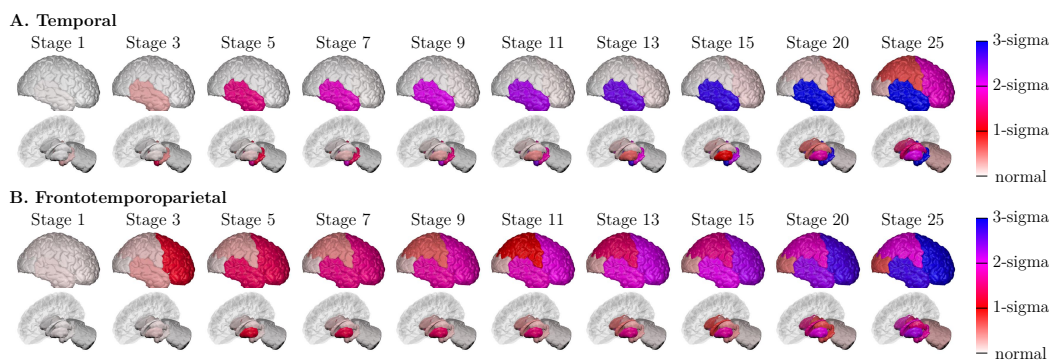 A. Temporal
Stage 1 Stage 3 Stage 5 Stage 7 Stage 9 Stage 11 Stage 13 Stage 15 Stage 20 Stage 25
3-sigma
2-sigma
1-sigma
normal
B. Frontotemporoparietal
Stage 1 Stage 3 Stage 5 Stage 7 Stage 9 Stage 11 Stage 13 Stage 15 Stage 20 Stage 25
3-sigma
2-sigma
1-sigma
normal